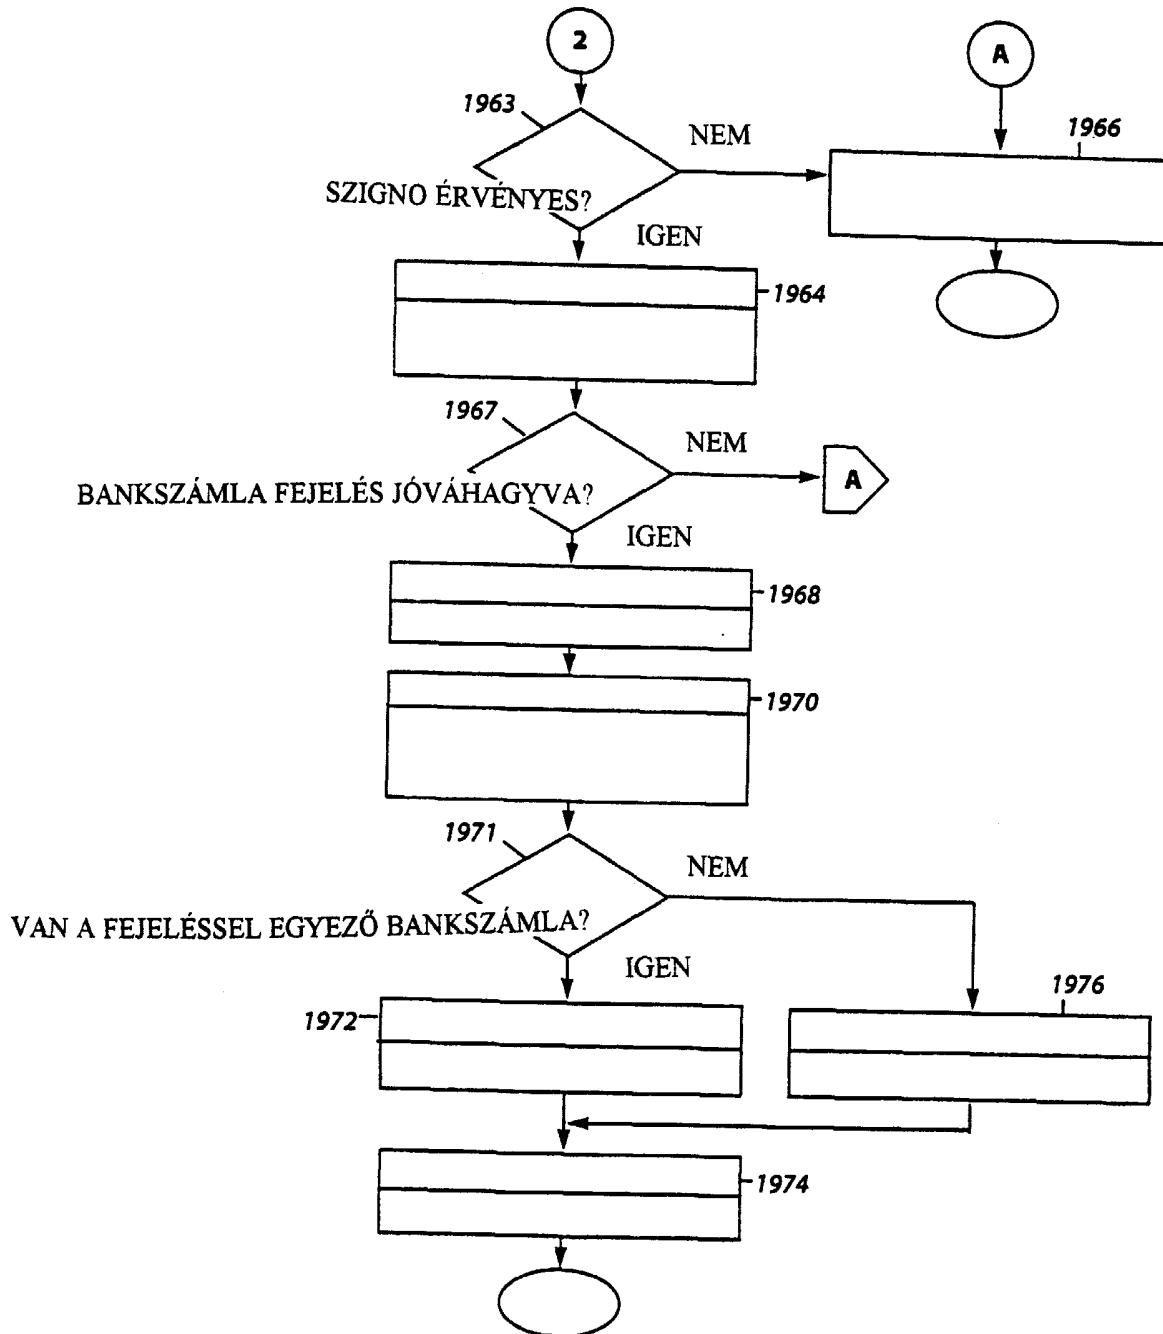 2
A
1963
NEM
1966
SZIGNO ÉRVÉNYES?
IGEN
1964
1967
NEM
BANKSZÁMLA FEJELÉS JÓVÁHAGYVA?
A
IGEN
1968
1970
1971
NEM
VAN A FEJELÉSSEL EGYEZŐ BANKSZÁMLA?
IGEN
1976
1972
1974